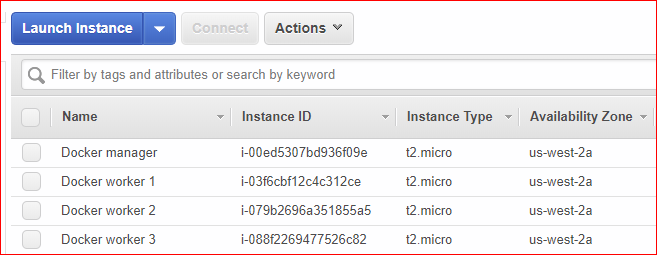 Launch Instance Connect Actions
Filter by tags and attributes or search by keyword
Name Instance ID Instance Type Availability Zone
Docker manager i-00ed5307bd936f09e t2.micro us-west-2a
Docker worker 1 i-03f6cbf12c4c312ce t2.micro us-west-2a
Docker worker 2 i-079b2696a351855a5 t2.micro us-west-2a
Docker worker 3 i-088f2269477526c82 t2.micro us-west-2a